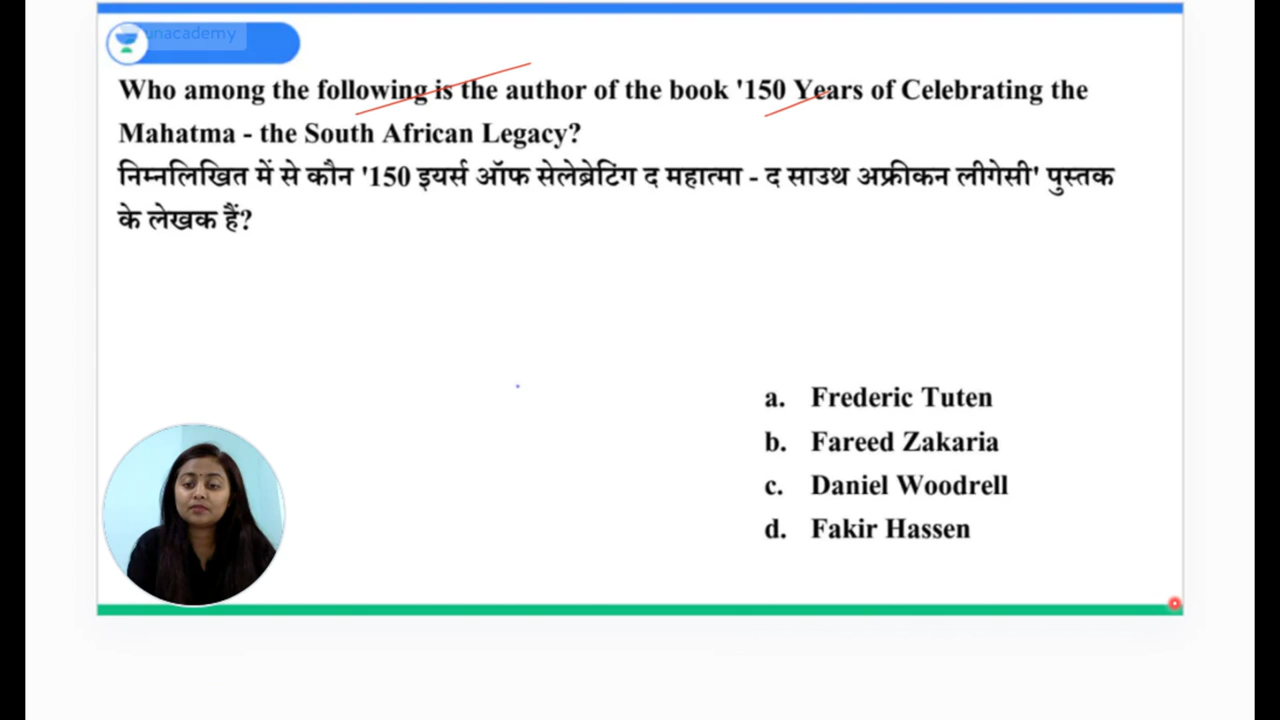 unacademy
Who among the following is the author of the book '150 Years of Celebrating the
Mahatma - the South African Legacy?
निम्नलिखित में से कौन '150 इयर्स ऑफ सेलेब्रेटिंग द महात्मा - द साउथ अफ्रीकन लीगेसी' पुस्तक
के लेखक हैं?
a. Frederic Tuten
b. Fareed Zakaria
c. Daniel Woodrell
d. Fakir Hassen